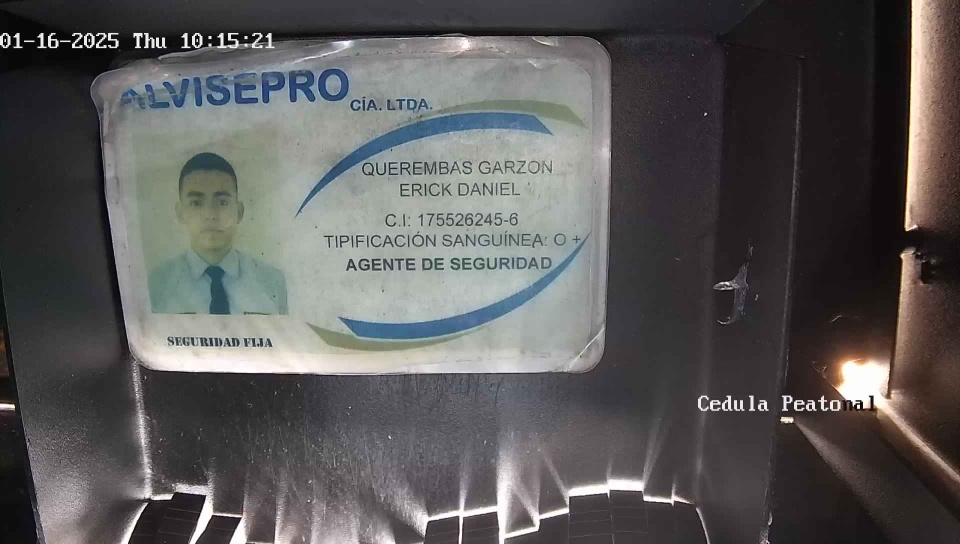 01-16-2025 Thu 10:15:21
ALVISEPRO CÍA. LTDA.
QUEREMBAS GARZON
ERICK DANIEL
C.I: 175526245-6
TIPIFICACIÓN SANGUÍNEA: O +
AGENTE DE SEGURIDAD
SEGURIDAD FIJA
Cedula Peatonal